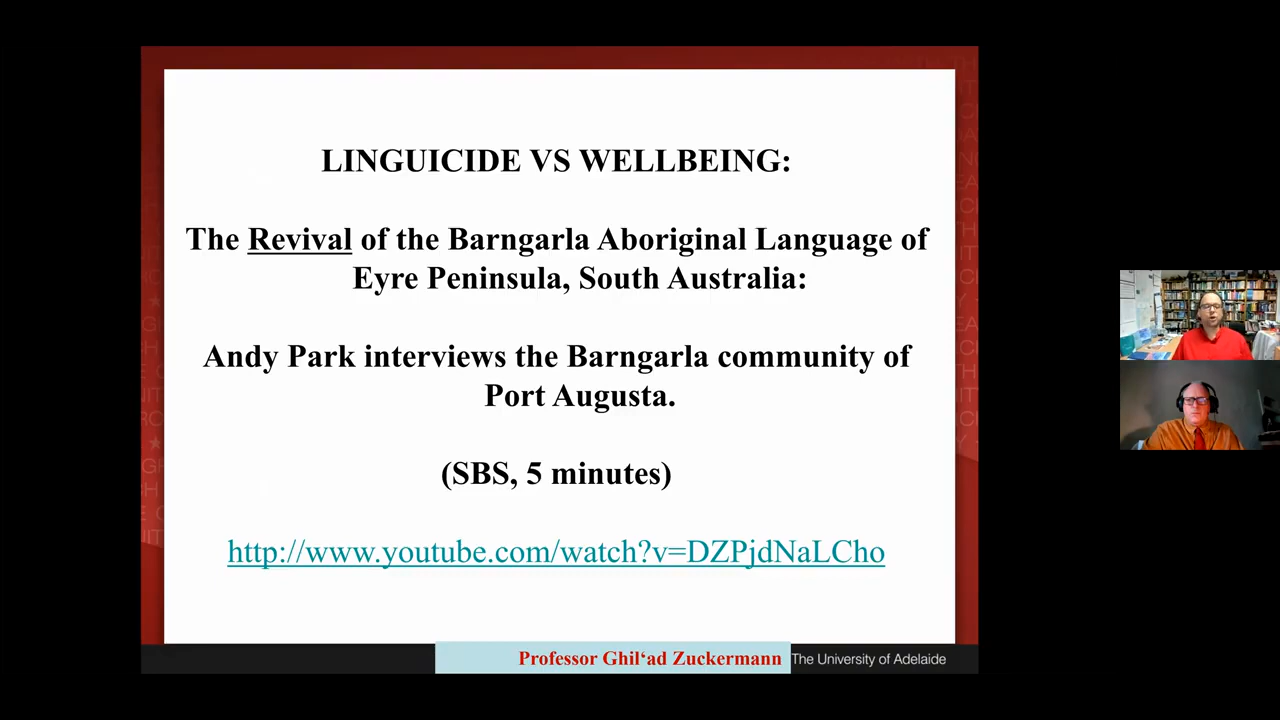 LINGUICIDE VS WELLBEING:
The Revival of the Barngarla Aboriginal Language of
Eyre Peninsula, South Australia:
Andy Park interviews the Barngarla community of
Port Augusta.
(SBS, 5 minutes)
http://www.youtube.com/watch?v=DZPjdNaLCho
Professor Ghil‘ad Zuckermann
The University of Adelaide